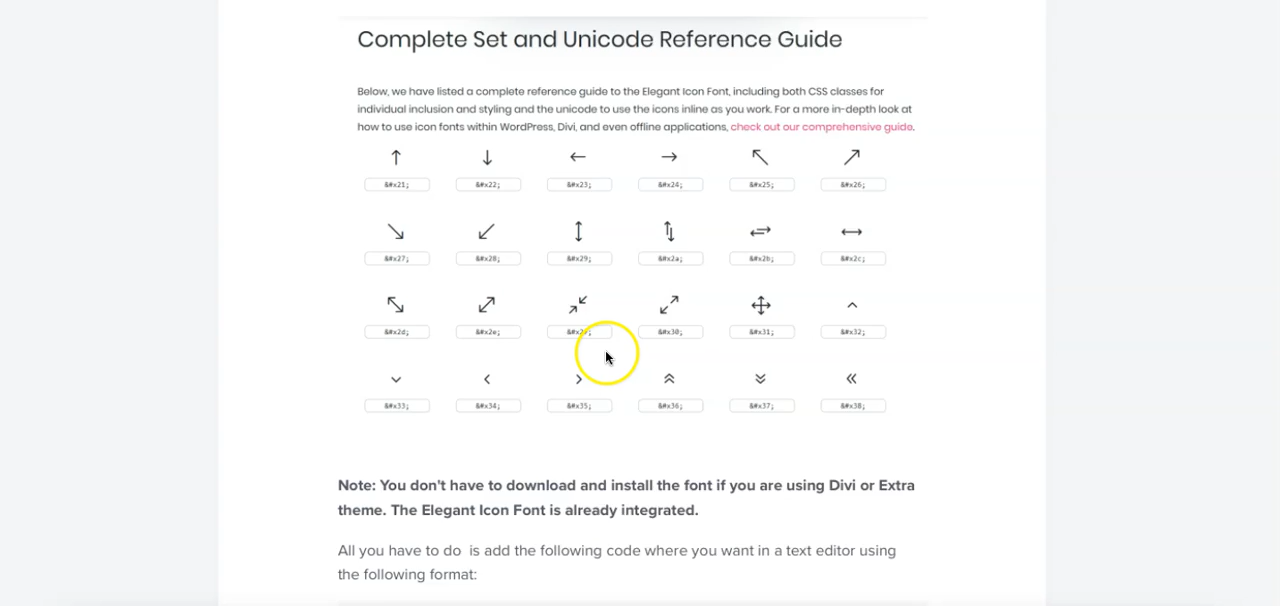 Complete Set and Unicode Reference Guide
Below, we have listed a complete reference guide to the Elegant Icon Font, including both CSS classes for
individual inclusion and styling and the unicode to use the icons inline as you work. For a more in-depth look at
how to use icon fonts within WordPress, Divi, and even offline applications, check out our comprehensive guide.
&#x21; &#x22; &#x23; &#x24; &#x25; &#x26;
&#x27; &#x28; &#x29; &#x2a; &#x2b; &#x2c;
&#x2d; &#x2e; &#x2f; &#x30; &#x31; &#x32;
&#x33; &#x34; &#x35; &#x36; &#x37; &#x38;
Note: You don't have to download and install the font if you are using Divi or Extra
theme. The Elegant Icon Font is already integrated.
All you have to do is add the following code where you want in a text editor using
the following format: